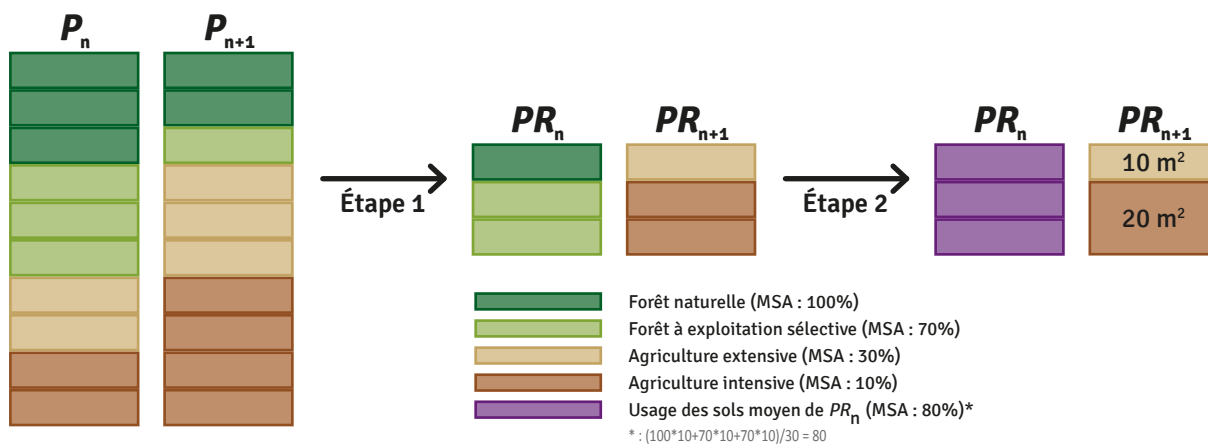 Pn Pn+1
PRn PRn+1 PRn PRn+1
10 m²
Étape 1 Étape 2
20 m²
Forêt naturelle (MSA : 100%)
Forêt à exploitation sélective (MSA : 70%)
Agriculture extensive (MSA : 30%)
Agriculture intensive (MSA : 10%)
Usage des sols moyen de PRn (MSA : 80%)*
* : (100*10+70*10+70*10)/30 = 80